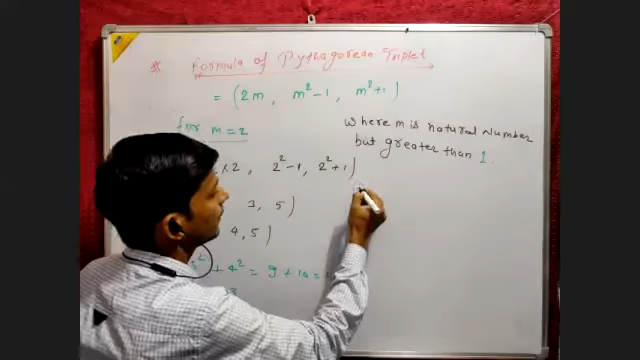 * Formula of Pythagorean Triplet
= (2m, m²-1, m²+1)
for m = 2
where m is natural number
but greater than 1.
×2, 2²-1, 2²+1)
3, 5)
4, 5)
+ 4² = 9 + 16 =